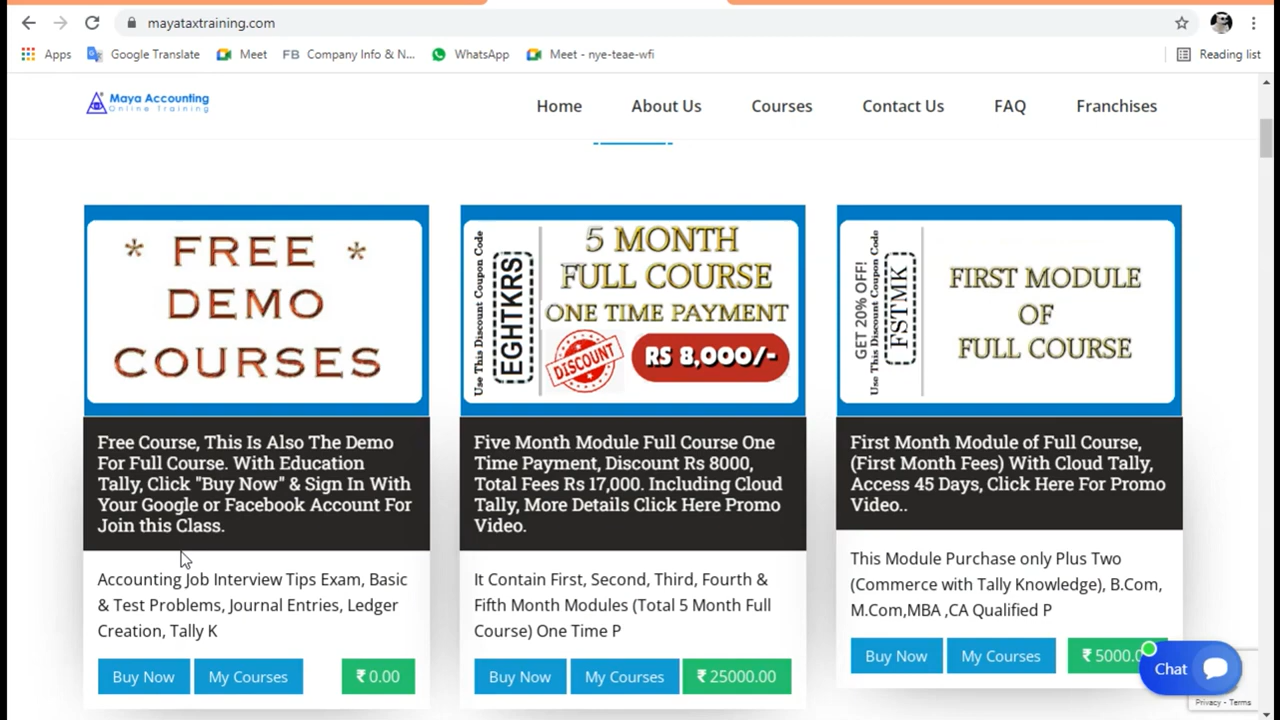 mayataxtraining.com
Apps
Google Translate
Meet
FB Company Info & N...
WhatsApp
Meet - nye-teae-wfi
Reading list
Maya Accounting
Online Training
Home
About Us
Courses
Contact Us
FAQ
Franchises
* FREE *
DEMO
COURSES
Free Course, This Is Also The Demo
For Full Course. With Education
Tally, Click "Buy Now" & Sign In With
Your Google or Facebook Account For
Join this Class.
Accounting Job Interview Tips Exam, Basic
& Test Problems, Journal Entries, Ledger
Creation, Tally K
Buy Now
My Courses
₹ 0.00
Use This Discount Coupon Code
EGHTKRS
5 MONTH
FULL COURSE
ONE TIME PAYMENT
DISCOUNT
RS 8,000/-
Five Month Module Full Course One
Time Payment, Discount Rs 8000,
Total Fees Rs 17,000. Including Cloud
Tally, More Details Click Here Promo
Video.
It Contain First, Second, Third, Fourth &
Fifth Month Modules (Total 5 Month Full
Course) One Time P
Buy Now
My Courses
₹ 25000.00
GET 20% OFF!
Use This Discount Coupon Code
FSTMK
FIRST MODULE
OF
FULL COURSE
First Month Module of Full Course,
(First Month Fees) With Cloud Tally,
Access 45 Days, Click Here For Promo
Video..
This Module Purchase only Plus Two
(Commerce with Tally Knowledge), B.Com,
M.Com,MBA ,CA Qualified P
Buy Now
My Courses
₹ 5000.0
Chat
Privacy - Terms